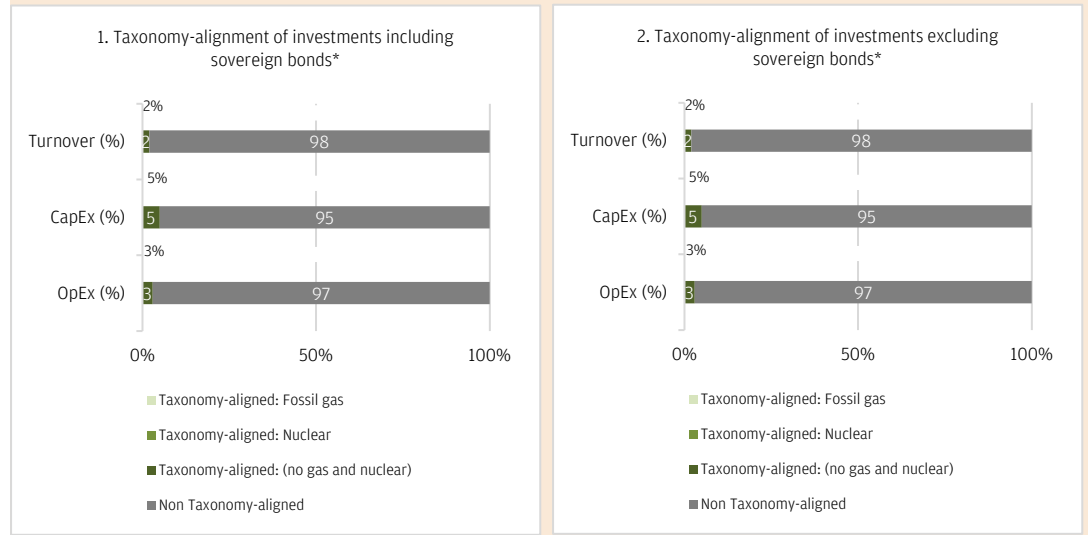 1. Taxonomy-alignment of investments including
sovereign bonds*
2%
Turnover (%)
2
98
5%
CapEx (%)
5
95
3%
OpEx (%)
3
97
0%
50%
100%
Taxonomy-aligned: Fossil gas
Taxonomy-aligned: Nuclear
Taxonomy-aligned: (no gas and nuclear)
Non Taxonomy-aligned
2. Taxonomy-alignment of investments excluding
sovereign bonds*
2%
Turnover (%)
2
98
5%
CapEx (%)
5
95
3%
OpEx (%)
3
97
0%
50%
100%
Taxonomy-aligned: Fossil gas
Taxonomy-aligned: Nuclear
Taxonomy-aligned: (no gas and nuclear)
Non Taxonomy-aligned